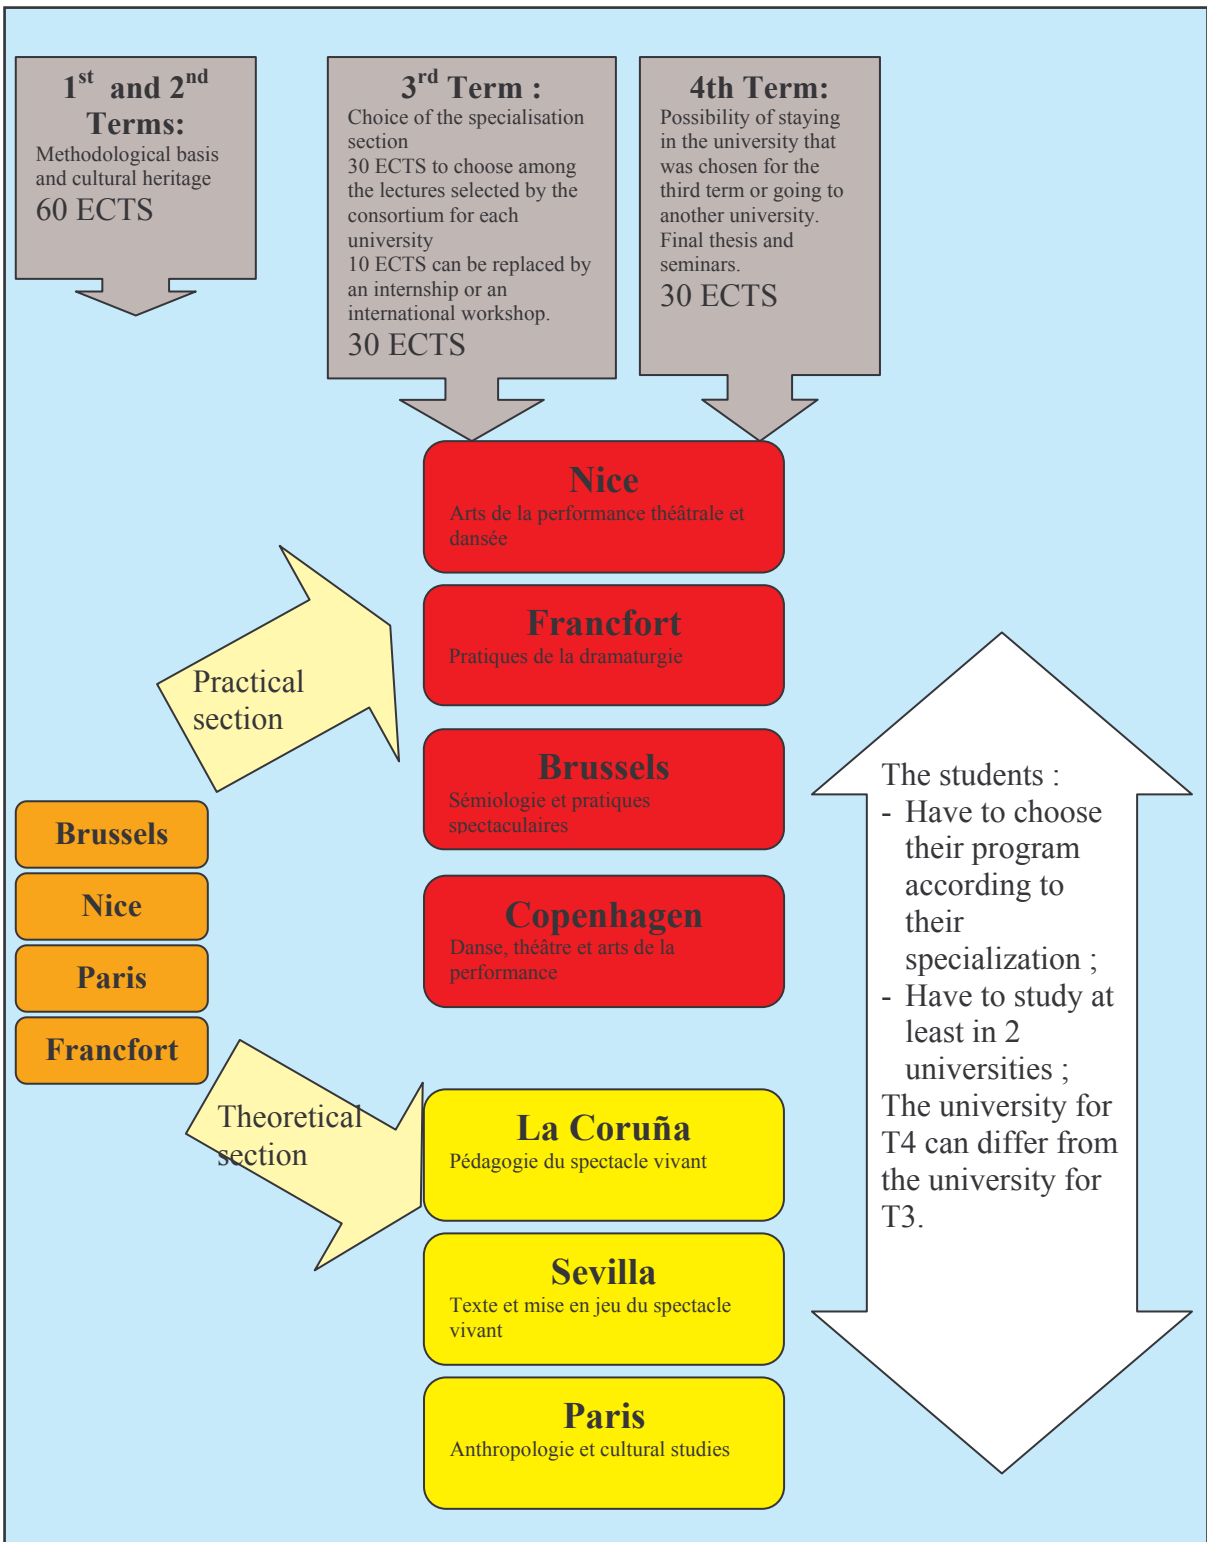 1st and 2nd
Terms:
Methodological basis
and cultural heritage
60 ECTS
3rd Term :
Choice of the specialisation
section
30 ECTS to choose among
the lectures selected by the
consortium for each
university
10 ECTS can be replaced by
an internship or an
international workshop.
30 ECTS
4th Term:
Possibility of staying
in the university that
was chosen for the
third term or going to
another university.
Final thesis and
seminars.
30 ECTS
Practical
section
Brussels
Nice
Paris
Francfort
Theoretical
section
Nice
Arts de la performance théâtrale et
dansée
Francfort
Pratiques de la dramaturgie
Brussels
Sémiologie et pratiques
spectaculaires
Copenhagen
Danse, théâtre et arts de la
performance
La Coruña
Pédagogie du spectacle vivant
Sevilla
Texte et mise en jeu du spectacle
vivant
Paris
Anthropologie et cultural studies
The students :
- Have to choose
their program
according to
their
specialization ;
- Have to study at
least in 2
universities ;
The university for
T4 can differ from
the university for
T3.